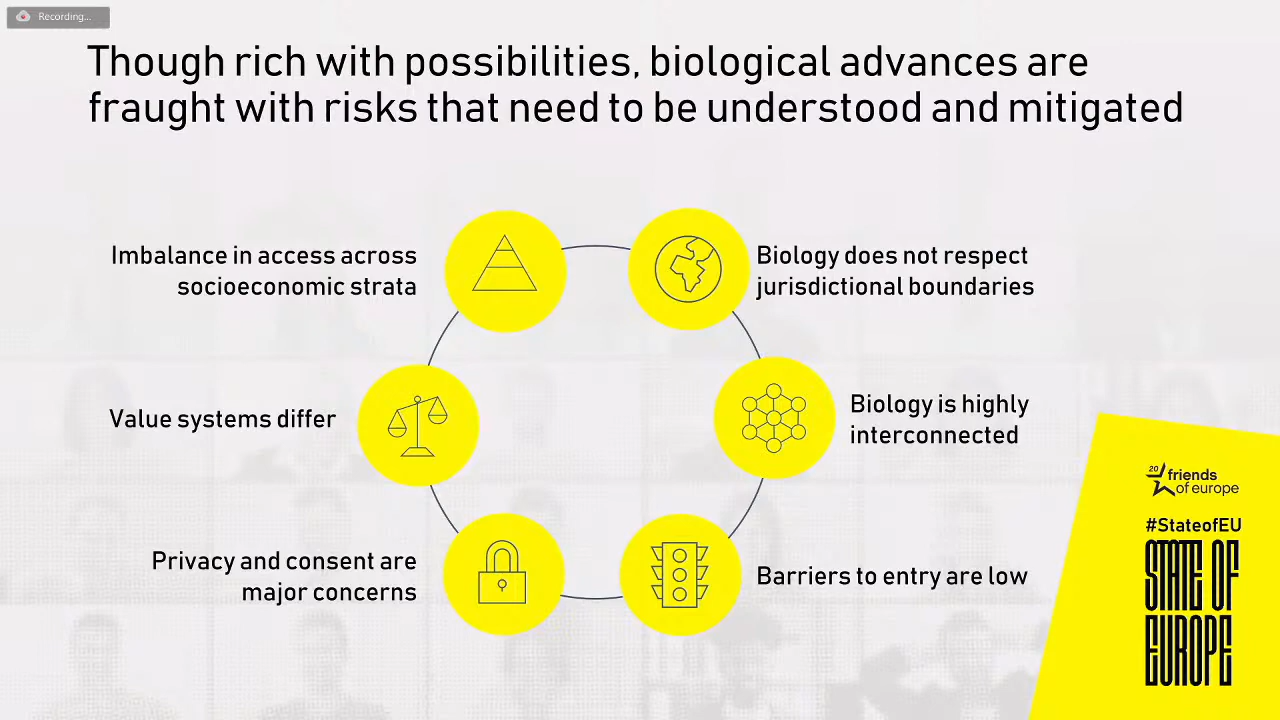 Recording...
Though rich with possibilities, biological advances are
fraught with risks that need to be understood and mitigated
Imbalance in access across
socioeconomic strata
Biology does not respect
jurisdictional boundaries
Value systems differ
Biology is highly
interconnected
Privacy and consent are
major concerns
Barriers to entry are low
20
friends
of europe
#StateofEU
STATE OF
EUROPE